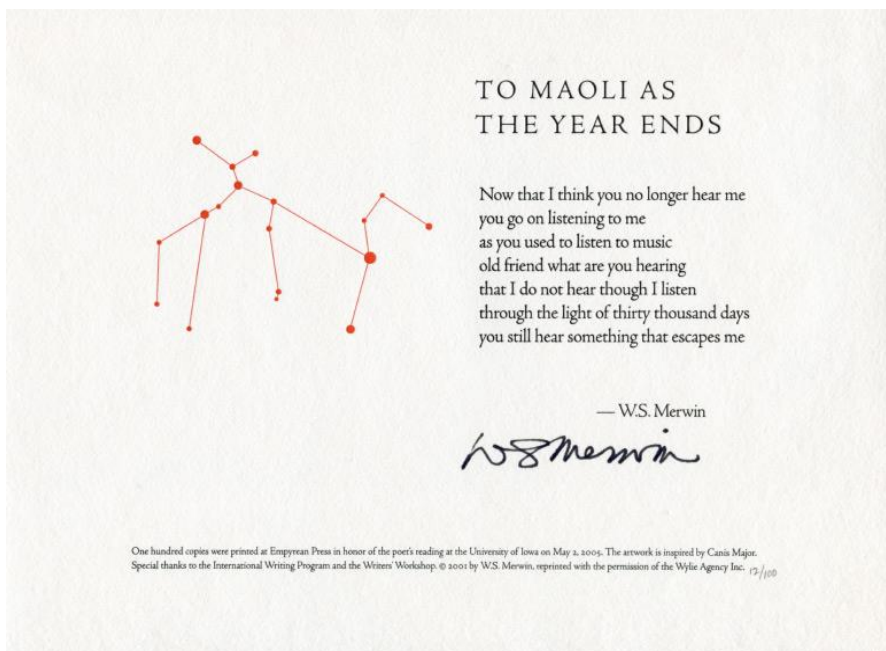 TO MAOLI AS
THE YEAR ENDS
Now that I think you no longer hear me
you go on listening to me
as you used to listen to music
old friend what are you hearing
that I do not hear though I listen
through the light of thirty thousand days
you still hear something that escapes me
— W.S. Merwin
WS Merwin
One hundred copies were printed at Empyrean Press in honor of the poet's reading at the University of Iowa on May 2, 2005. The artwork is inspired by Canis Major.
Special thanks to the International Writing Program and the Writers' Workshop. © 2001 by W.S. Merwin, reprinted with the permission of the Wylie Agency Inc. 12/100